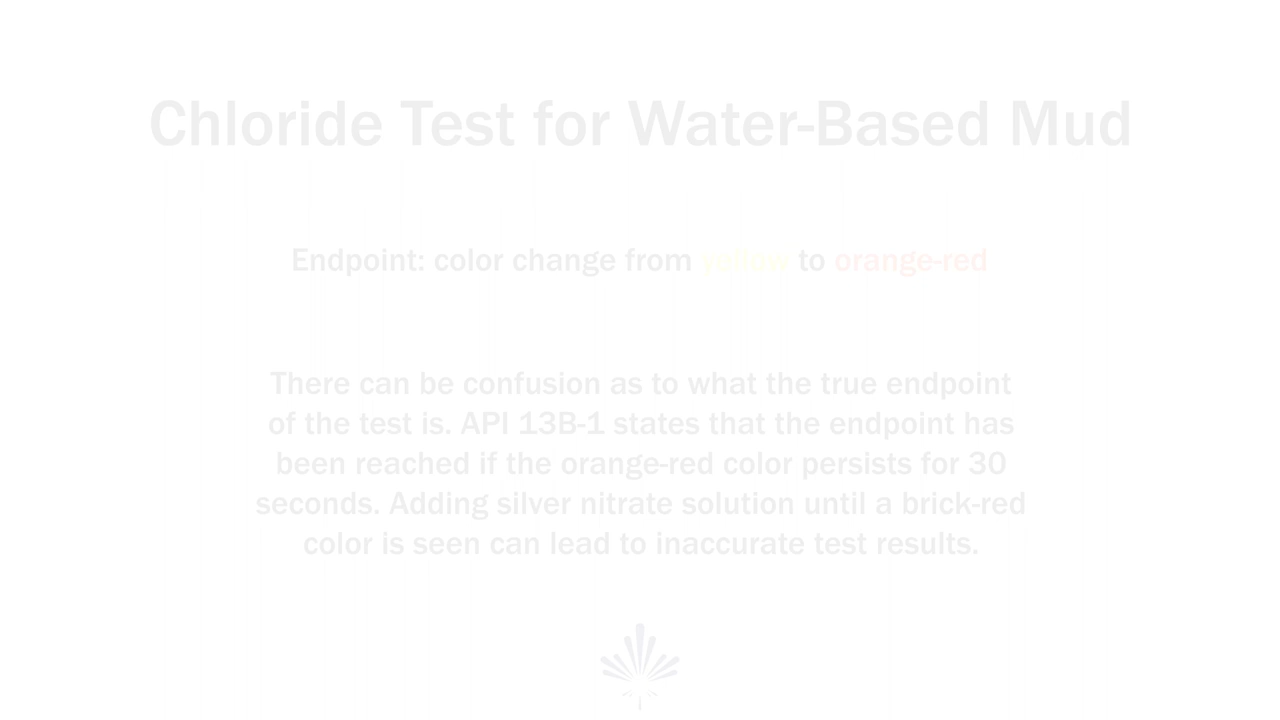 Chloride Test for Water-Based Mud
Endpoint: color change from yellow to orange-red
There can be confusion as to what the true endpoint
of the test is. API 13B-1 states that the endpoint has
been reached if the orange-red color persists for 30
seconds. Adding silver nitrate solution until a brick-red
color is seen can lead to inaccurate test results.